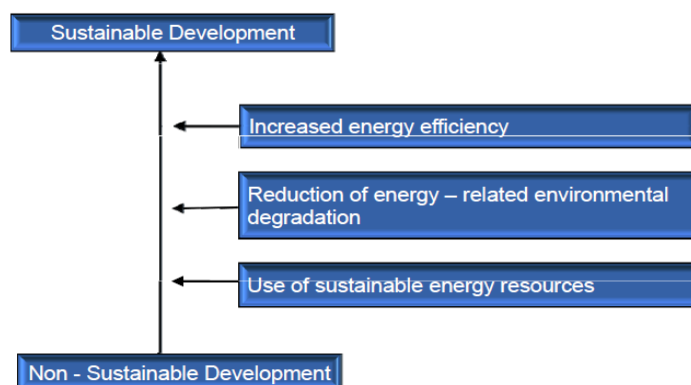 Sustainable Development
Increased energy efficiency
Reduction of energy – related environmental
degradation
Use of sustainable energy resources
Non - Sustainable Development